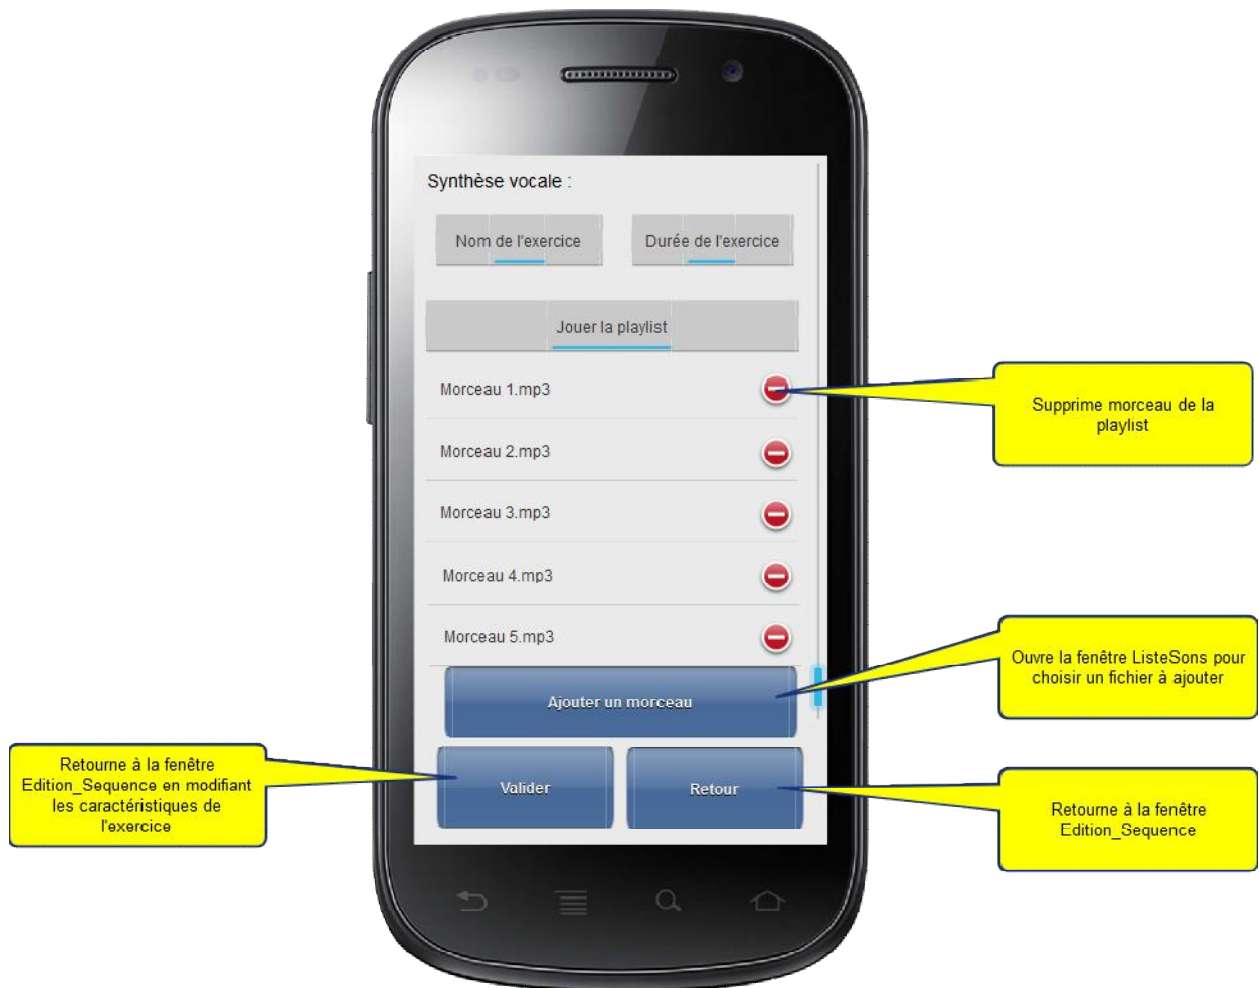 Synthèse vocale :
Nom de l'exercice
Durée de l'exercice
Jouer la playlist
Morceau 1.mp3
Supprime morceau de la
playlist
Morceau 2.mp3
Morceau 3.mp3
Morceau 4.mp3
Morceau 5.mp3
Ouvre la fenêtre ListeSons pour
choisir un fichier à ajouter
Ajouter un morceau
Retourne à la fenêtre
Edition_Sequence en modifiant
les caractéristiques de
l'exercice
Valider
Retour
Retourne à la fenêtre
Edition_Sequence